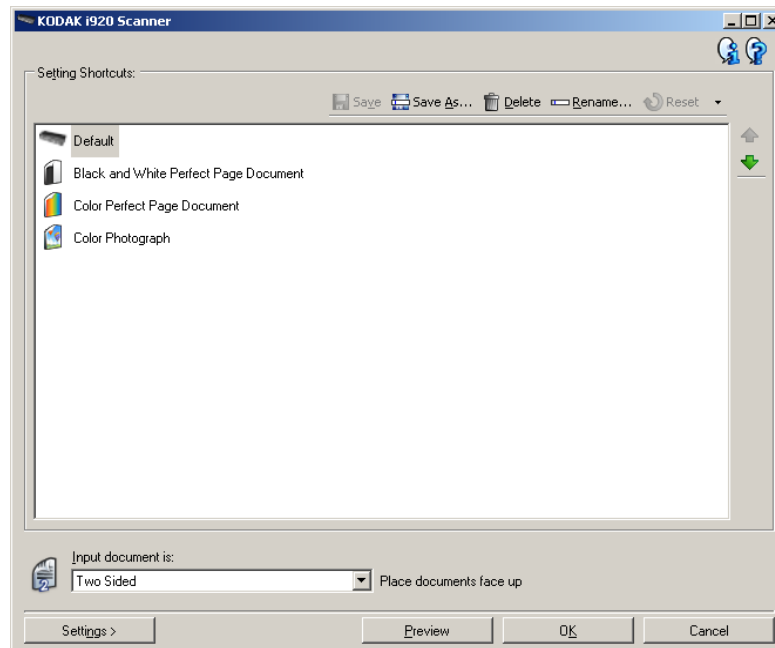 KODAK i920 Scanner
Setting Shortcuts:
Save Save As... Delete Rename... Reset
Default
Black and White Perfect Page Document
Color Perfect Page Document
Color Photograph
Input document is:
Two Sided Place documents face up
Settings > Preview OK Cancel